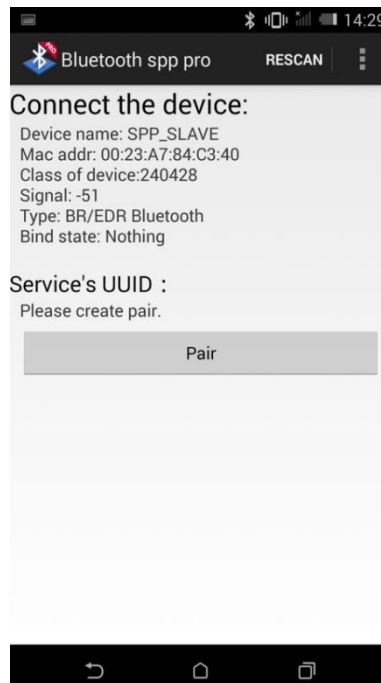 14:29
Bluetooth spp pro RESCAN
Connect the device:
Device name: SPP_SLAVE
Mac addr: 00:23:A7:84:C3:40
Class of device:240428
Signal: -51
Type: BR/EDR Bluetooth
Bind state: Nothing
Service's UUID :
Please create pair.
Pair